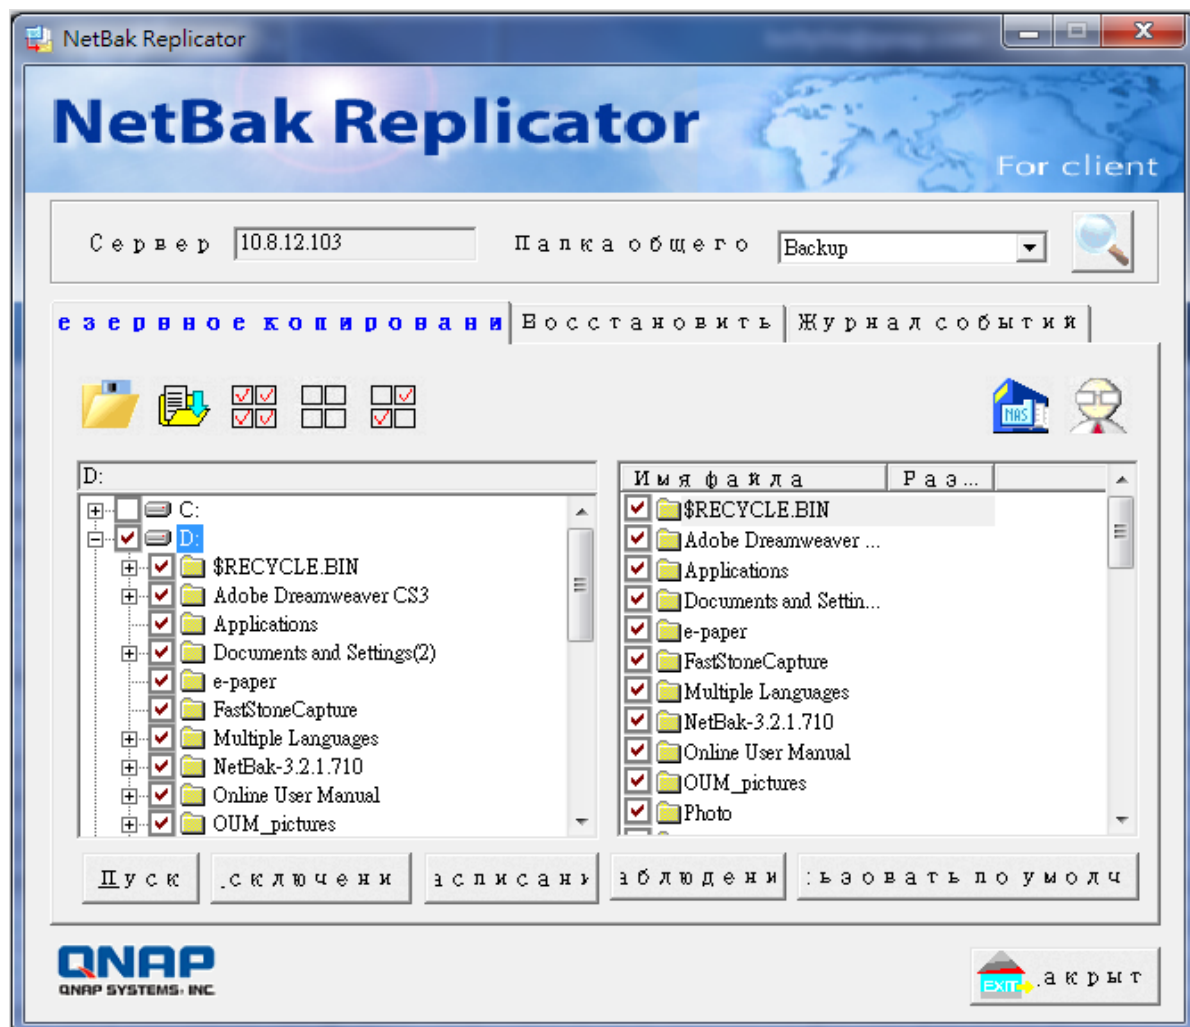 NetBak Replicator
NetBak Replicator
For client
Сервер 10.8.12.103 Папка общего Backup
езервное копировани Восстановить Журнал событий
NAS
D:
C:
D:
$RECYCLE.BIN
Adobe Dreamweaver CS3
Applications
Documents and Settings(2)
e-paper
FastStoneCapture
Multiple Languages
NetBak-3.2.1.710
Online User Manual
OUM_pictures
Имя файла Раз...
$RECYCLE.BIN
Adobe Dreamweaver ...
Applications
Documents and Settin...
e-paper
FastStoneCapture
Multiple Languages
NetBak-3.2.1.710
Online User Manual
OUM_pictures
Photo
Пуск сключени асписани аблюдени ьзовать по умолч
QNAP
QNAP SYSTEMS, INC.
EXIT акрыт